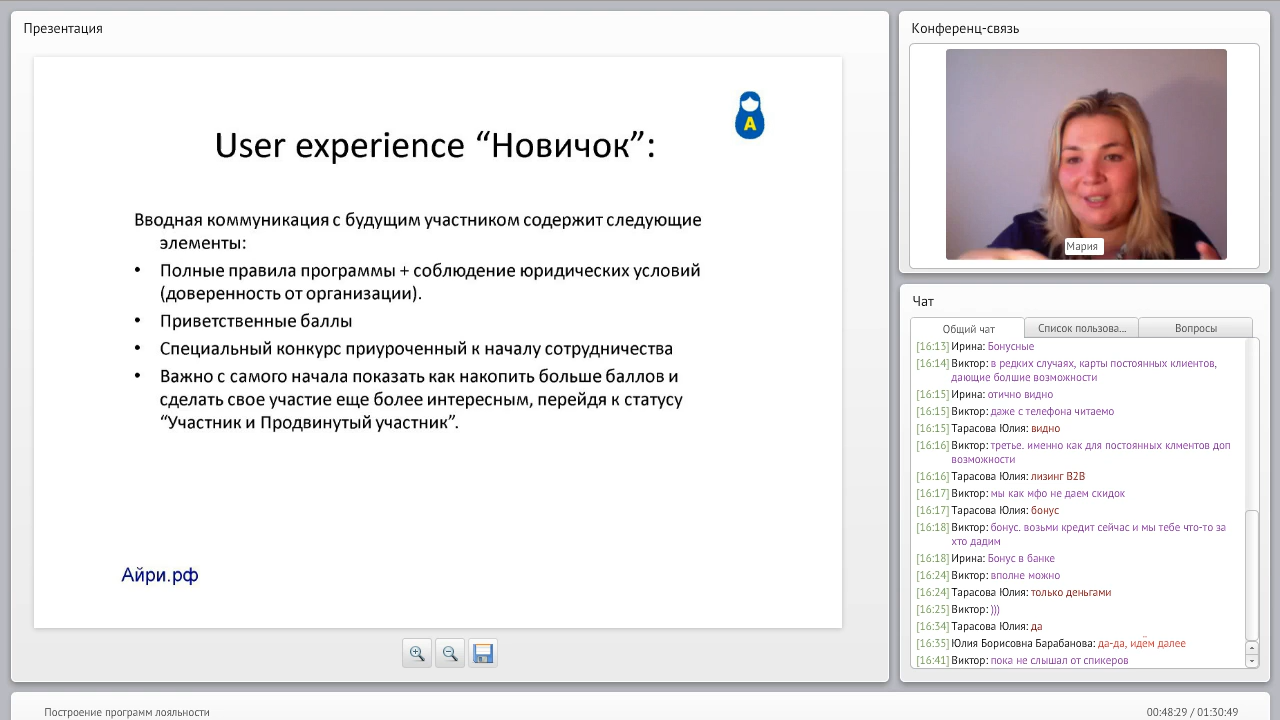 Презентация
User experience “Новичок”:
А
Вводная коммуникация с будущим участником содержит следующие
элементы:
• Полные правила программы + соблюдение юридических условий
(доверенность от организации).
• Приветственные баллы
• Специальный конкурс приуроченный к началу сотрудничества
• Важно с самого начала показать как накопить больше баллов и
сделать свое участие еще более интересным, перейдя к статусу
“Участник и Продвинутый участник”.
Айри.рф
Конференц-связь
Мария
Чат
Общий чат
Список пользова...
Вопросы
[16:13] Ирина: Бонусные
[16:14] Виктор: в редких случаях, карты постоянных клиентов,
дающие болшие возможности
[16:15] Ирина: отично видно
[16:15] Виктор: даже с телефона читаемо
[16:15] Тарасова Юлия: видно
[16:16] Виктор: третье. именно как для постоянных клментов доп
возможности
[16:16] Тарасова Юлия: лизинг B2B
[16:17] Виктор: мы как мфо не даем скидок
[16:17] Тарасова Юлия: бонус
[16:18] Виктор: бонус. возьми кредит сейчас и мы тебе что-то за
хто дадим
[16:18] Ирина: Бонус в банке
[16:24] Виктор: вполне можно
[16:24] Тарасова Юлия: только деньгами
[16:25] Виктор: )))
[16:34] Тарасова Юлия: да
[16:35] Юлия Борисовна Барабанова: да-да, идём далее
[16:41] Виктор: пока не слышал от спикеров
Построение программ лояльности
00:48:29 / 01:30:49